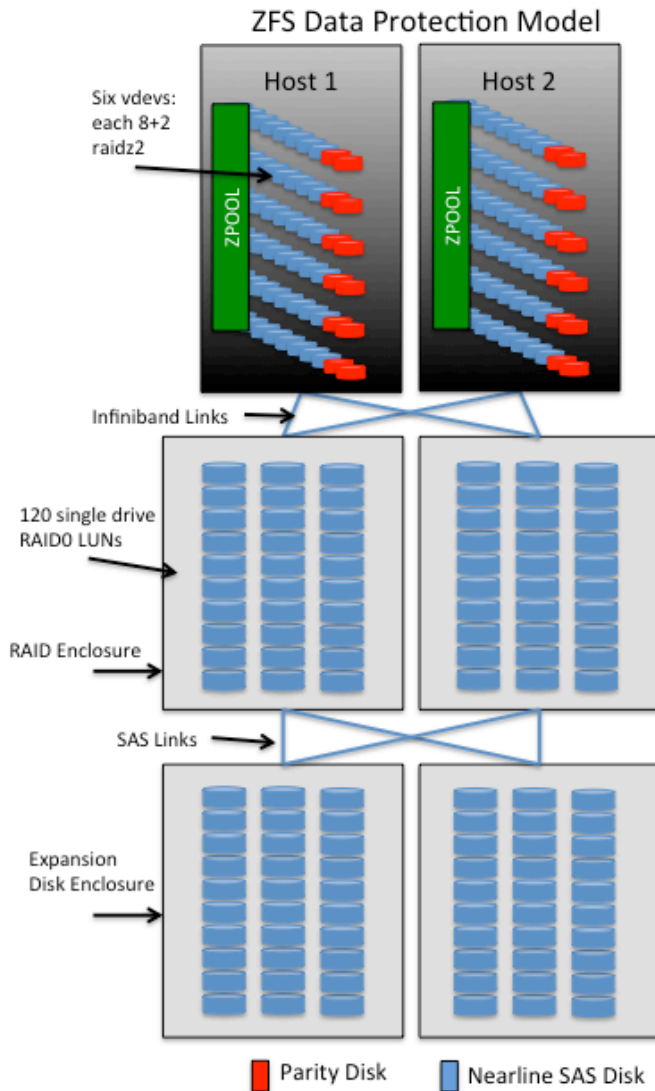 ZFS Data Protection Model
Host 1
Host 2
Six vdevs:
each 8+2
raidz2
ZPOOL
ZPOOL
Infiniband Links
120 single drive
RAID0 LUNs
RAID Enclosure
SAS Links
Expansion
Disk Enclosure
Parity Disk
Nearline SAS Disk